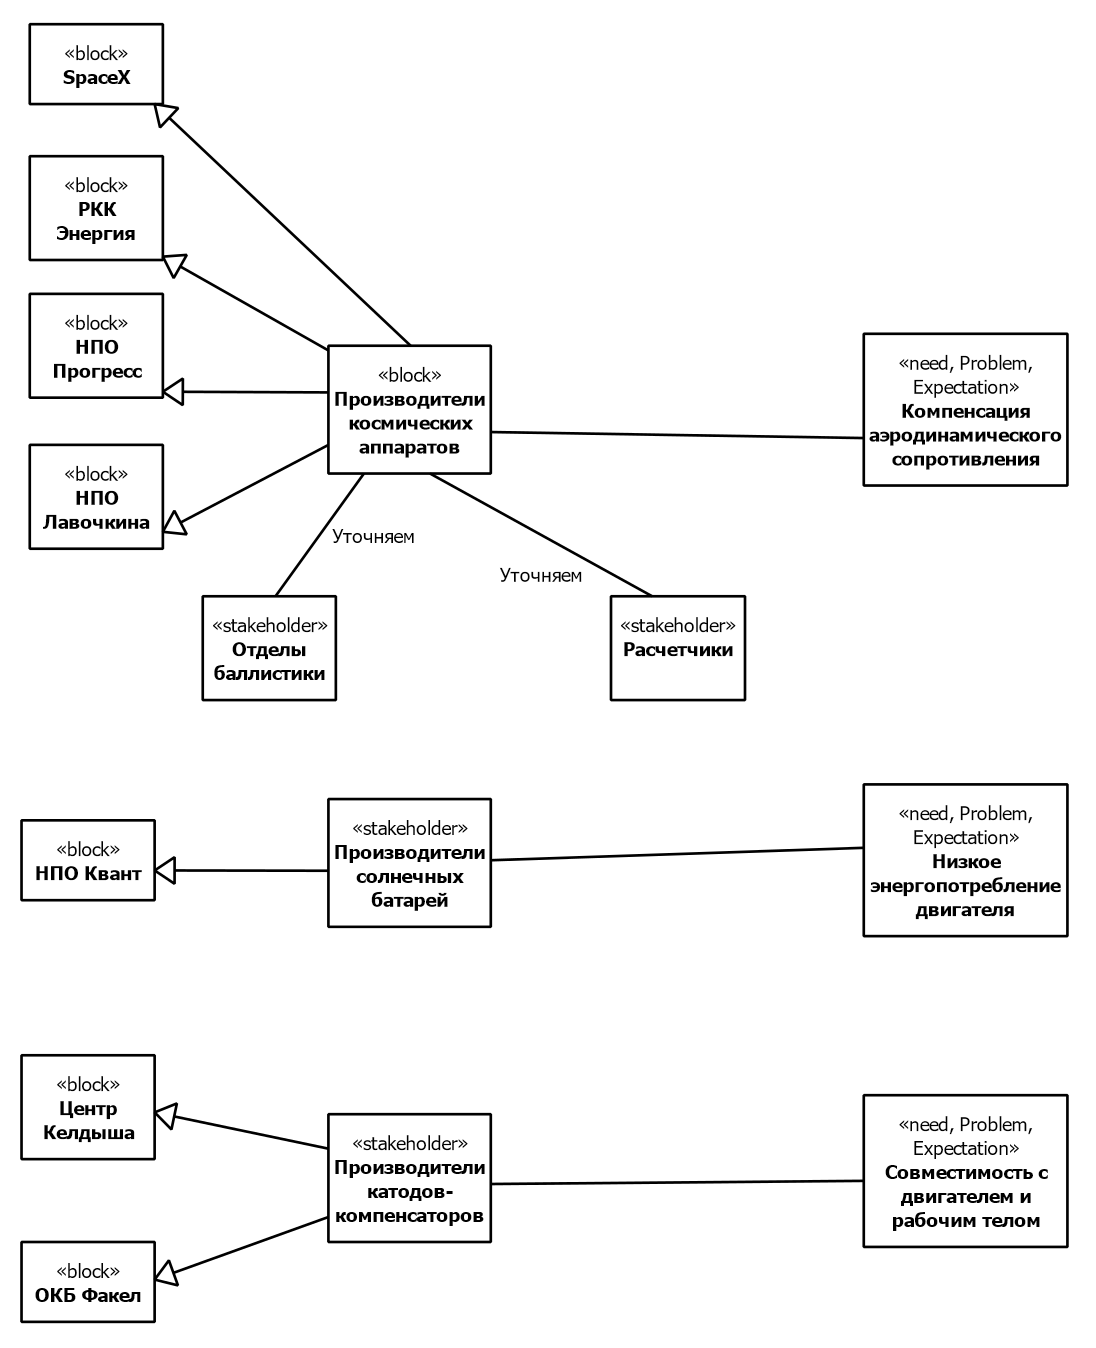 «block»
SpaceX
«block»
РКК
Энергия
«block»
НПО
Прогресс
«block»
НПО
Лавочкина
«block»
Производители
космических
аппаратов
«need, Problem,
Expectation»
Компенсация
аэродинамического
сопротивления
Уточняем
Уточняем
«stakeholder»
Отделы
баллистики
«stakeholder»
Расчетчики
«block»
НПО Квант
«stakeholder»
Производители
солнечных
батарей
«need, Problem,
Expectation»
Низкое
энергопотребление
двигателя
«block»
Центр
Келдыша
«block»
ОКБ Факел
«stakeholder»
Производители
катодов-
компенсаторов
«need, Problem,
Expectation»
Совместимость с
двигателем и
рабочим телом